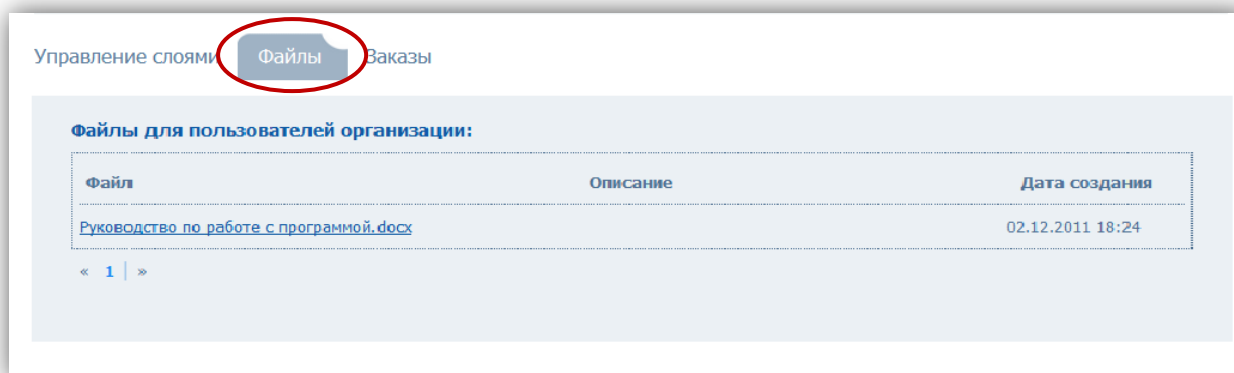 Управление слоями Файлы Заказы
Файлы для пользователей организации:
Файл Описание Дата создания
Руководство по работе с программой.docx 02.12.2011 18:24
« 1 | »